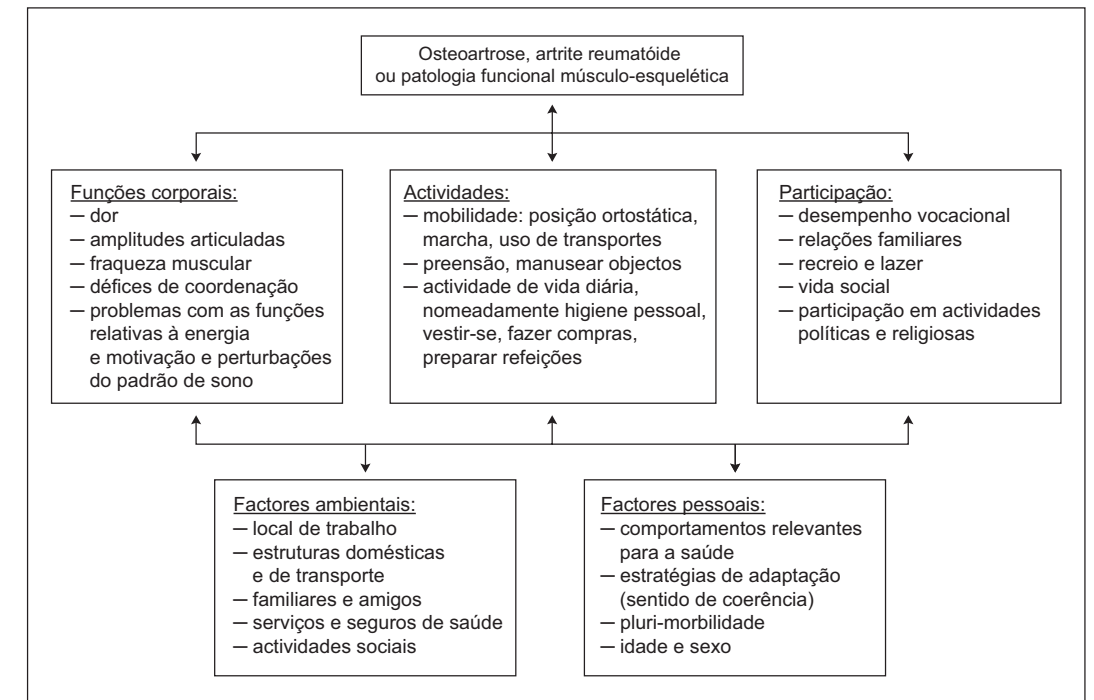 Osteoartrose, artrite reumatóide
ou patologia funcional músculo-esquelética
Funções corporais:
— dor
— amplitudes articuladas
— fraqueza muscular
— défices de coordenação
— problemas com as funções
relativas à energia
e motivação e perturbações
do padrão de sono
Actividades:
— mobilidade: posição ortostática,
marcha, uso de transportes
— preensão, manusear objectos
— actividade de vida diária,
nomeadamente higiene pessoal,
vestir-se, fazer compras,
preparar refeições
Participação:
— desempenho vocacional
— relações familiares
— recreio e lazer
— vida social
— participação em actividades
políticas e religiosas
Factores ambientais:
— local de trabalho
— estruturas domésticas
e de transporte
— familiares e amigos
— serviços e seguros de saúde
— actividades sociais
Factores pessoais:
— comportamentos relevantes
para a saúde
— estratégias de adaptação
(sentido de coerência)
— pluri-morbilidade
— idade e sexo